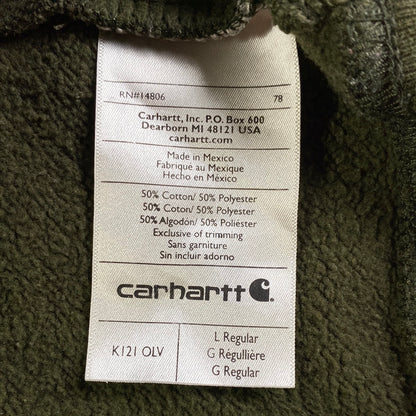 RN#14806 78
Carhartt, Inc. P.O. Box 600
Dearborn MI 48121 USA
carhartt.com
Made in Mexico
Fabriqué au Mexique
Hecho en México
50% Cotton/ 50% Polyester
50% Coton/ 50% Polyester
50% Algodón/ 50% Poliéster
Exclusive of trimming
Sans garniture
Sin incluir adorno
carhartt
K121 OLV
L Regular
G Régullière
G Regular